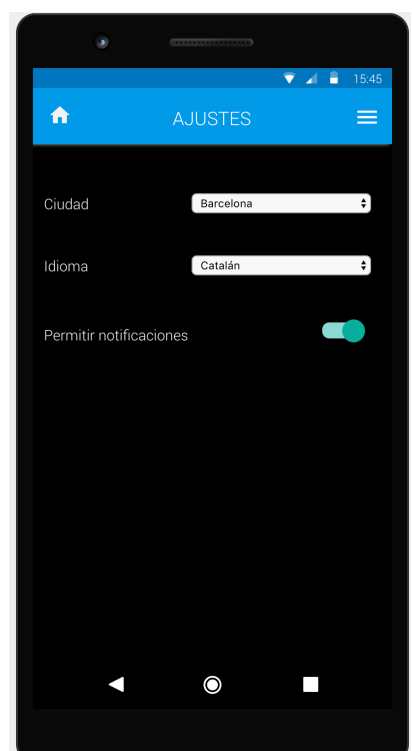 15:45
AJUSTES
Ciudad Barcelona
Idioma Catalán
Permitir notificaciones